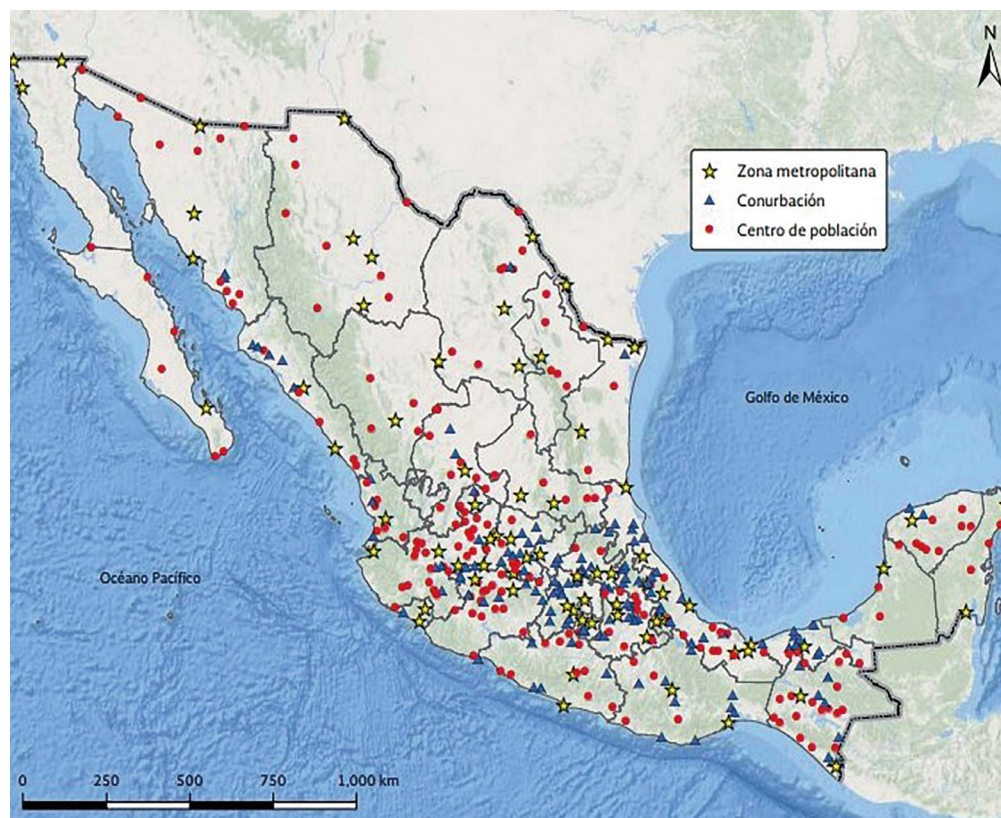 N
Zona metropolitana
Conurbación
Centro de población
Golfo de México
Océano Pacífico
0 250 500 750 1,000 km